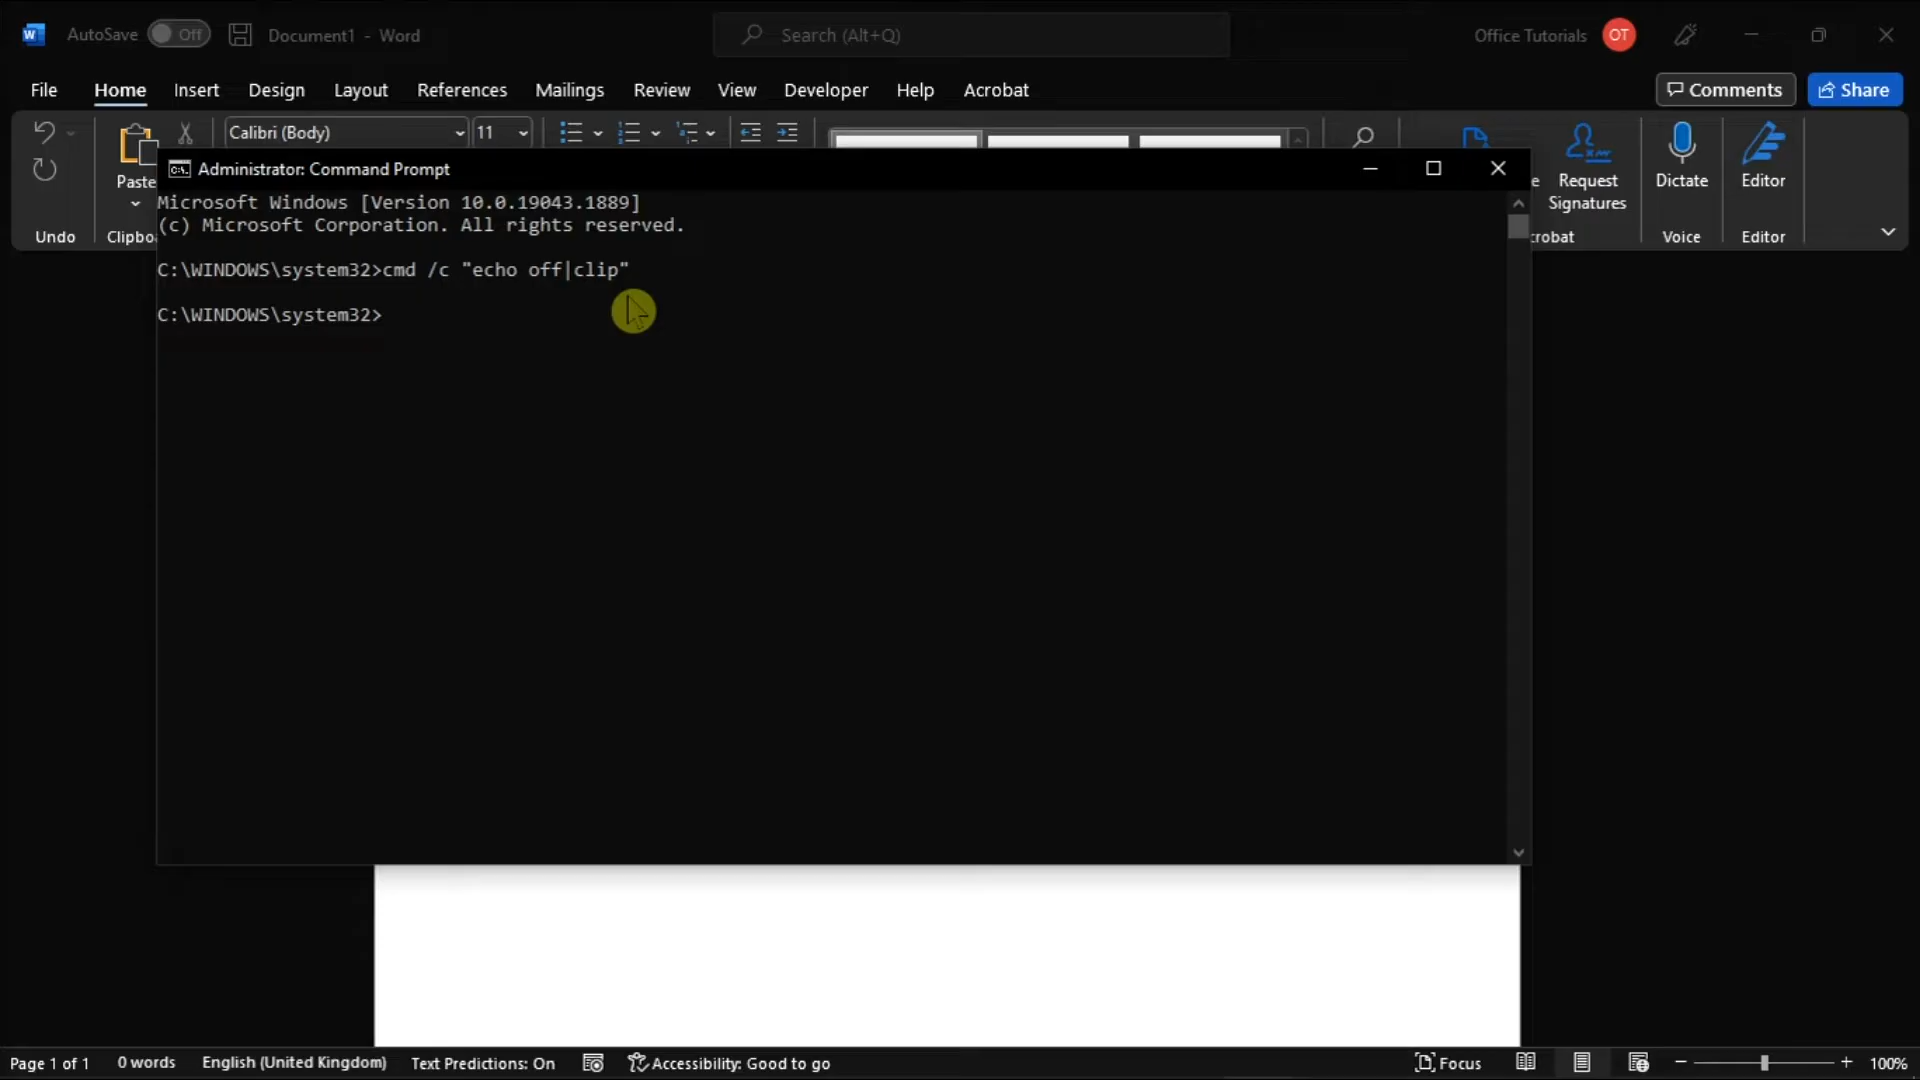 AutoSave Off Document1 - Word Search (Alt+Q) Office Tutorials OT
File Home Insert Design Layout References Mailings Review View Developer Help Acrobat Comments Share
Calibri (Body) 11
Paste
Undo
Request
Signatures
Dictate
Editor
Voice
Editor
Administrator: Command Prompt
Microsoft Windows [Version 10.0.19043.1889]
(c) Microsoft Corporation. All rights reserved.
C:\WINDOWS\system32>cmd /c "echo off|clip"
C:\WINDOWS\system32>
Page 1 of 1 0 words English (United Kingdom) Text Predictions: On Accessibility: Good to go Focus 100%